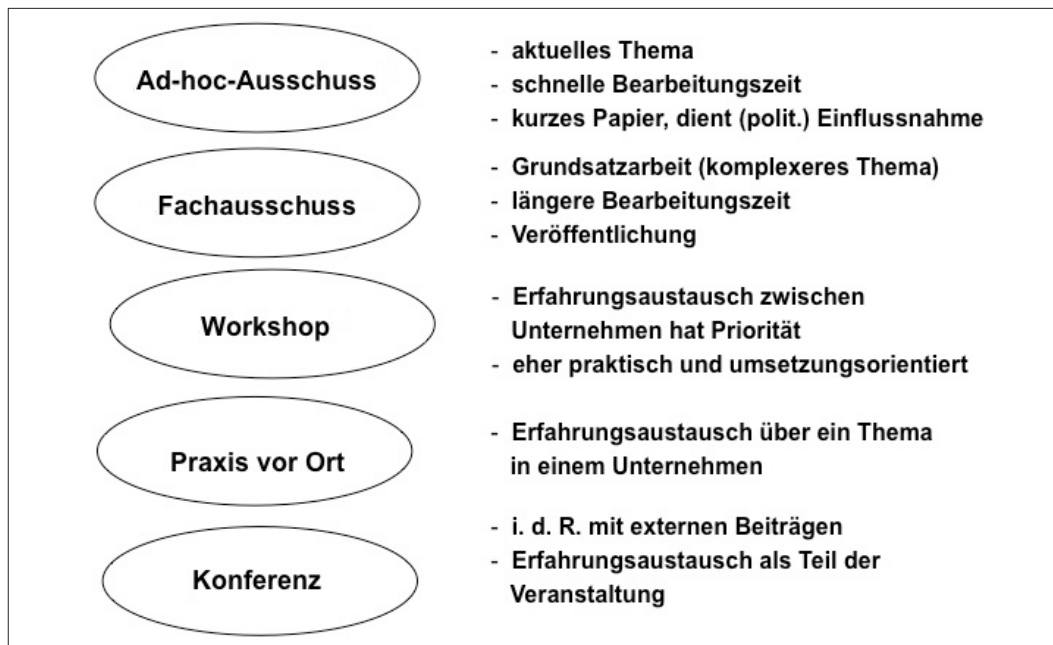 Ad-hoc-Ausschuss
- aktuelles Thema
- schnelle Bearbeitungszeit
- kurzes Papier, dient (polit.) Einflussnahme
Fachausschuss
- Grundsatzarbeit (komplexeres Thema)
- längere Bearbeitungszeit
- Veröffentlichung
Workshop
- Erfahrungsaustausch zwischen
Unternehmen hat Priorität
- eher praktisch und umsetzungsorientiert
Praxis vor Ort
- Erfahrungsaustausch über ein Thema
in einem Unternehmen
Konferenz
- i. d. R. mit externen Beiträgen
- Erfahrungsaustausch als Teil der
Veranstaltung